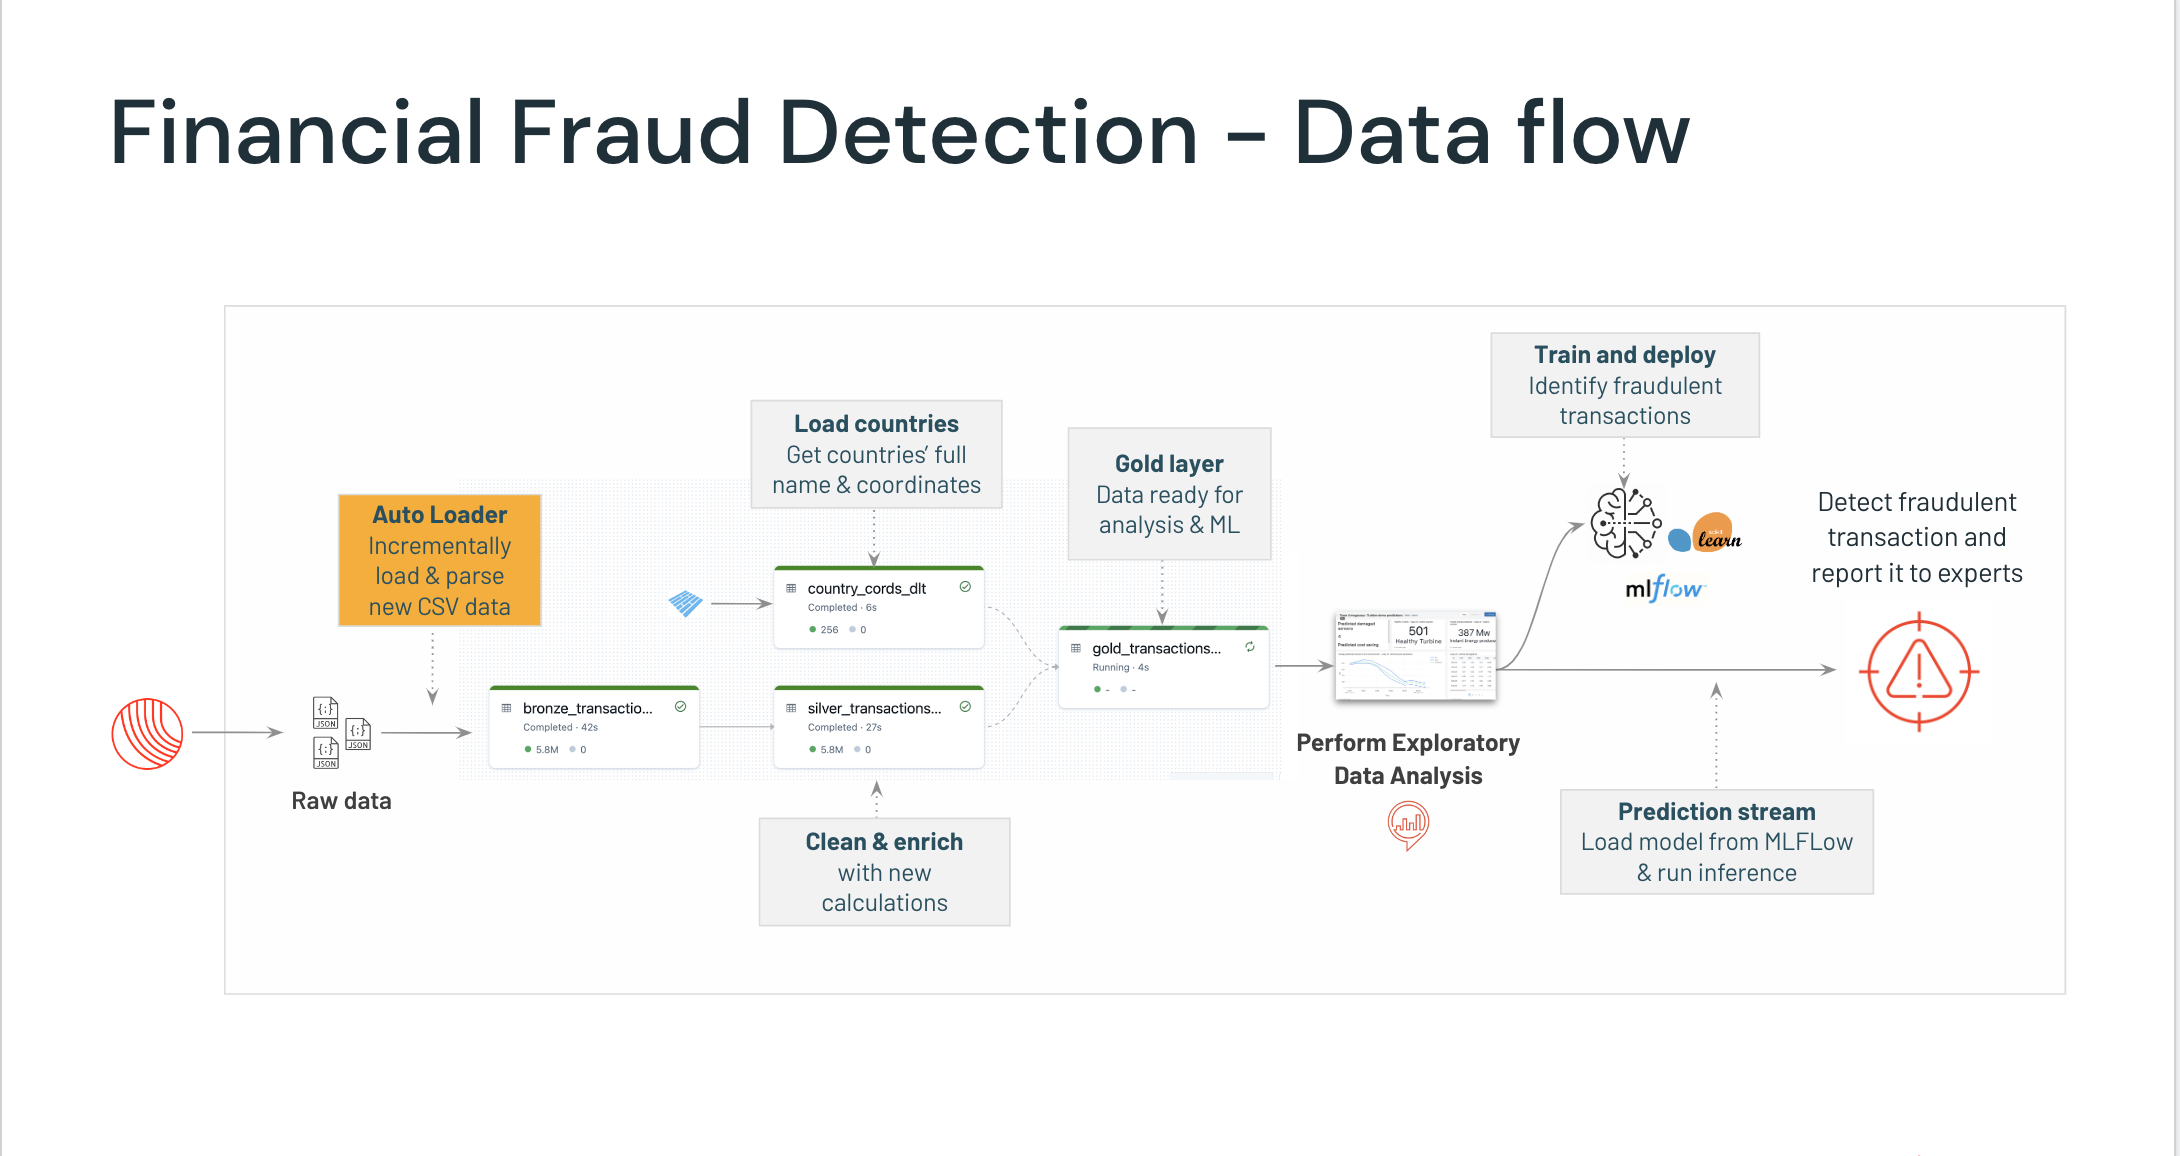 Financial Fraud Detection - Data flow
Train and deploy
Identify fraudulent
transactions
Load countries
Get countries' full
name & coordinates
Gold layer
Data ready for
analysis & ML
Auto Loader
Incrementally
load & parse
new CSV data
Detect fraudulent
transaction and
report it to experts
learn
mlflow
country_cords_dlt
Completed · 6s
256 0
gold_transactions...
Running · 4s
- -
501
Healthy Turbine
387 Mw
bronze_transactio...
Completed · 42s
5.8M 0
silver_transactions...
Completed · 27s
5.8M 0
JSON
JSON
JSON
Raw data
Perform Exploratory
Data Analysis
Clean & enrich
with new
calculations
Prediction stream
Load model from MLFLow
& run inference